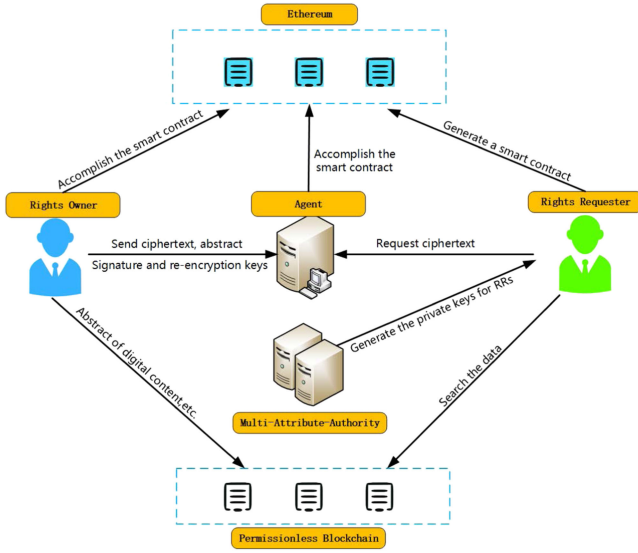 Ethereum
Accomplish the smart contract
Accomplish the
smart contract
Generate a smart contract
Rights Owner
Agent
Rights Requester
Send ciphertext, abstract
Signature and re-encryption keys
Request ciphertext
Generate the private keys for RRs
Abstract of digital content,etc.
Search the data
Multi-Attribute-Authority
Permissionless Blockchain